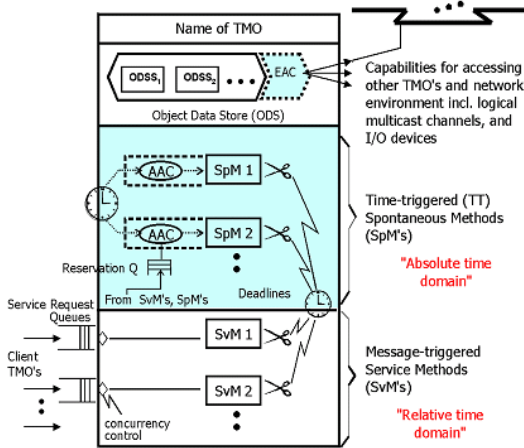 Name of TMO
ODSS1
ODSS2
EAC
Object Data Store (ODS)
Capabilities for accessing
other TMO's and network
environment incl. logical
multicast channels, and
I/O devices
AAC
SpM 1
AAC
SpM 2
Reservation Q
From SvM's, SpM's
Deadlines
Time-triggered (TT)
Spontaneous Methods
(SpM's)
"Absolute time
domain"
Service Request
Queues
Client
TMO's
SvM 1
SvM 2
concurrency
control
Message-triggered
Service Methods
(SvM's)
"Relative time
domain"